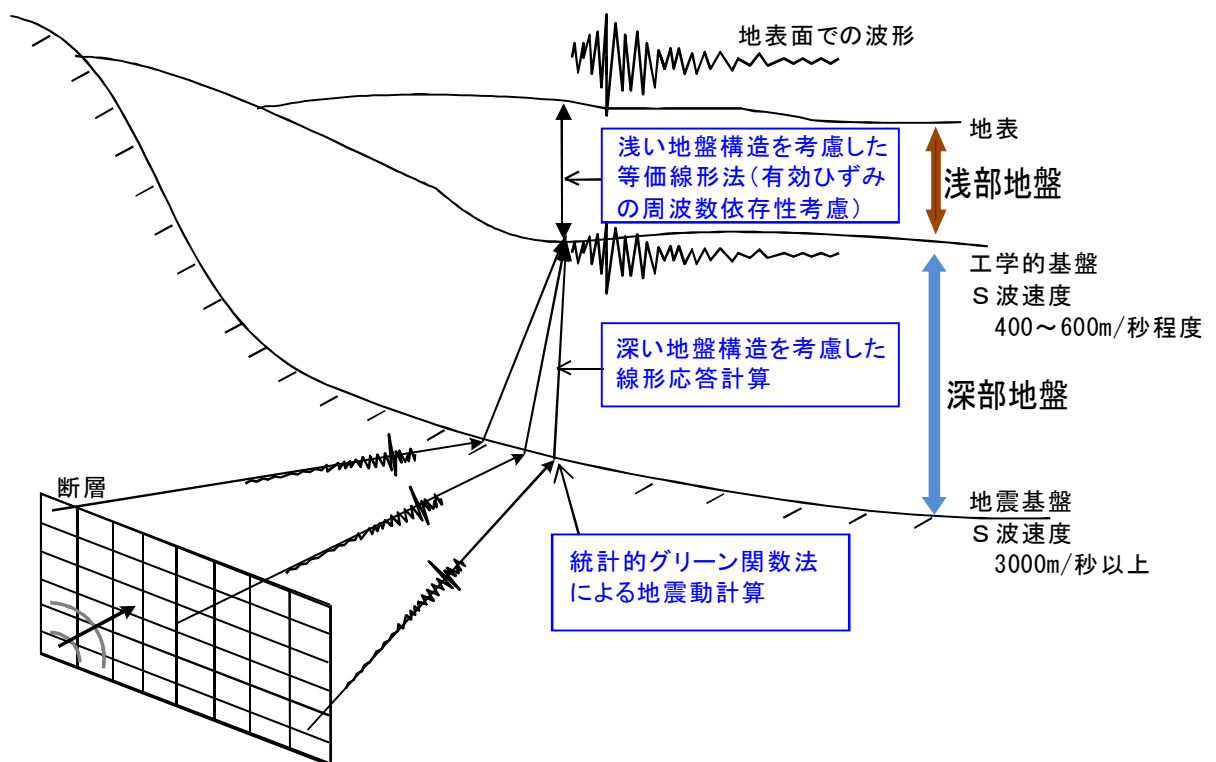 地表面での波形
地表
浅い地盤構造を考慮した
等価線形法(有効ひずみ
の周波数依存性考慮)
浅部地盤
工学的基盤
S波速度
400~600m/秒程度
深い地盤構造を考慮した
線形応答計算
深部地盤
断層
地震基盤
S波速度
3000m/秒以上
統計的グリーン関数法
による地震動計算